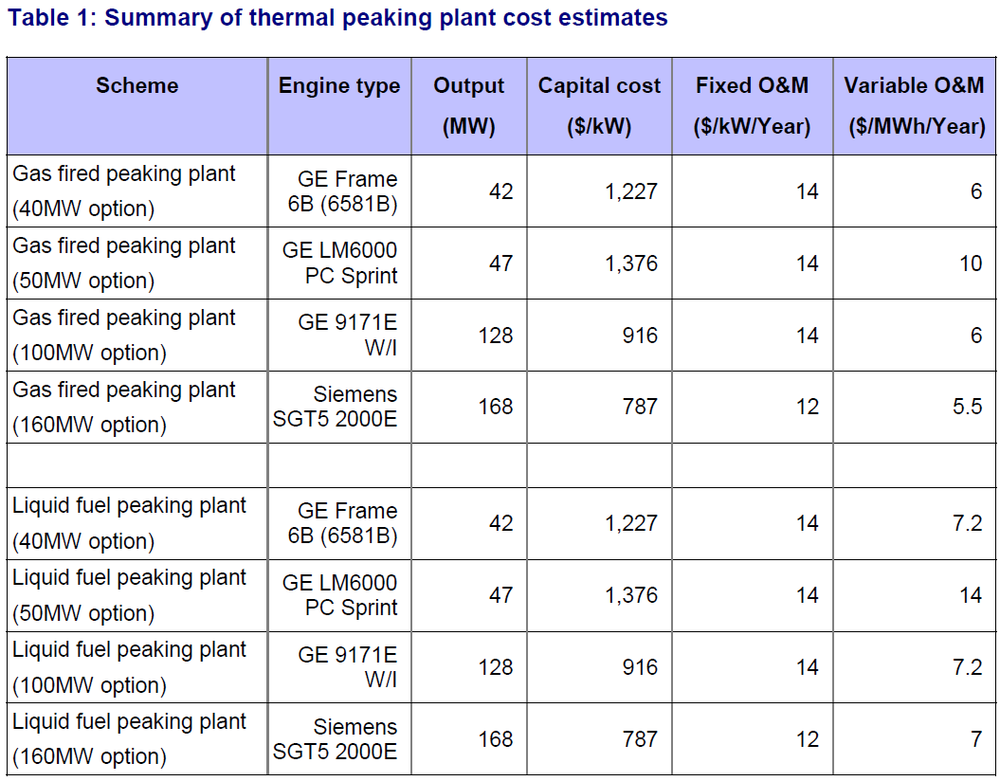 Table 1: Summary of thermal peaking plant cost estimates
Scheme Engine type Output Capital cost Fixed O&M Variable O&M
(MW) ($/kW) ($/kW/Year) ($/MWh/Year)
Gas fired peaking plant
(40MW option)
GE Frame
6B (6581B)
42 1,227 14 6
Gas fired peaking plant
(50MW option)
GE LM6000
PC Sprint
47 1,376 14 10
Gas fired peaking plant
(100MW option)
GE 9171E
W/I
128 916 14 6
Gas fired peaking plant
(160MW option)
Siemens
SGT5 2000E
168 787 12 5.5
Liquid fuel peaking plant
(40MW option)
GE Frame
6B (6581B)
42 1,227 14 7.2
Liquid fuel peaking plant
(50MW option)
GE LM6000
PC Sprint
47 1,376 14 14
Liquid fuel peaking plant
(100MW option)
GE 9171E
W/I
128 916 14 7.2
Liquid fuel peaking plant
(160MW option)
Siemens
SGT5 2000E
168 787 12 7